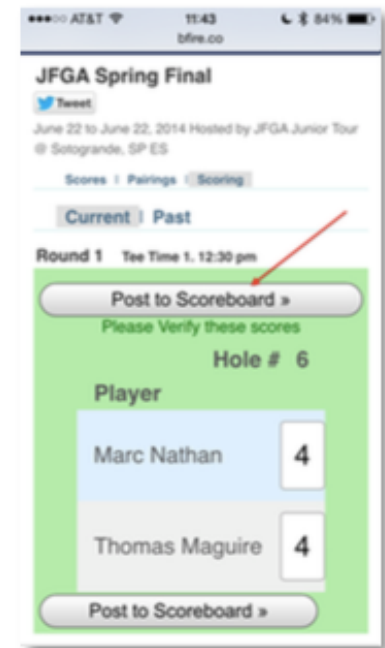 AT&T 11:43 84%
bfire.co
JFGA Spring Final
Tweet
June 22 to June 22, 2014 Hosted by JFGA Junior Tour
@ Sotogrande, SP ES
Scores | Pairings | Scoring
Current | Past
Round 1 Tee Time 1. 12:30 pm
Post to Scoreboard »
Please Verify these scores
Hole # 6
Player
Marc Nathan 4
Thomas Maguire 4
Post to Scoreboard »